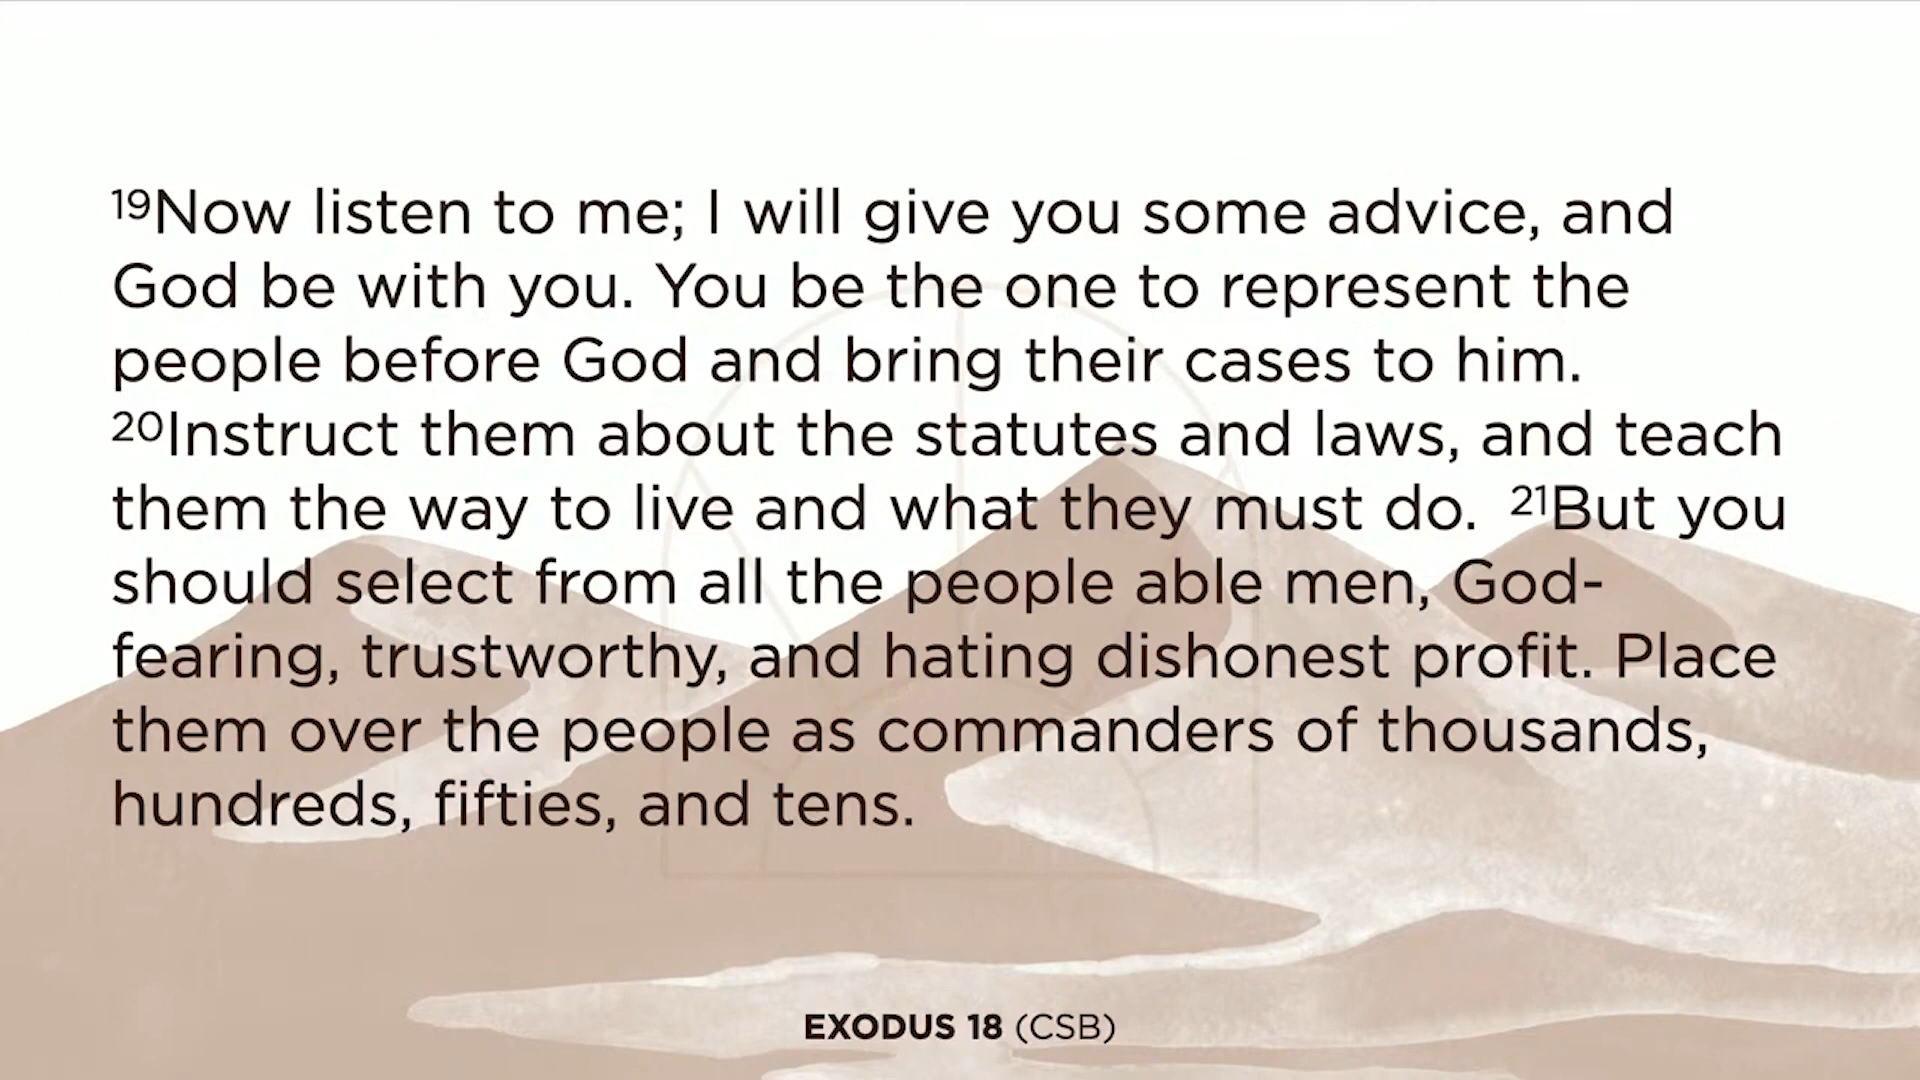 19Now listen to me; I will give you some advice, and
God be with you. You be the one to represent the
people before God and bring their cases to him.
20Instruct them about the statutes and laws, and teach
them the way to live and what they must do. 21But you
should select from all the people able men, God-
fearing, trustworthy, and hating dishonest profit. Place
them over the people as commanders of thousands,
hundreds, fifties, and tens.
EXODUS 18 (CSB)